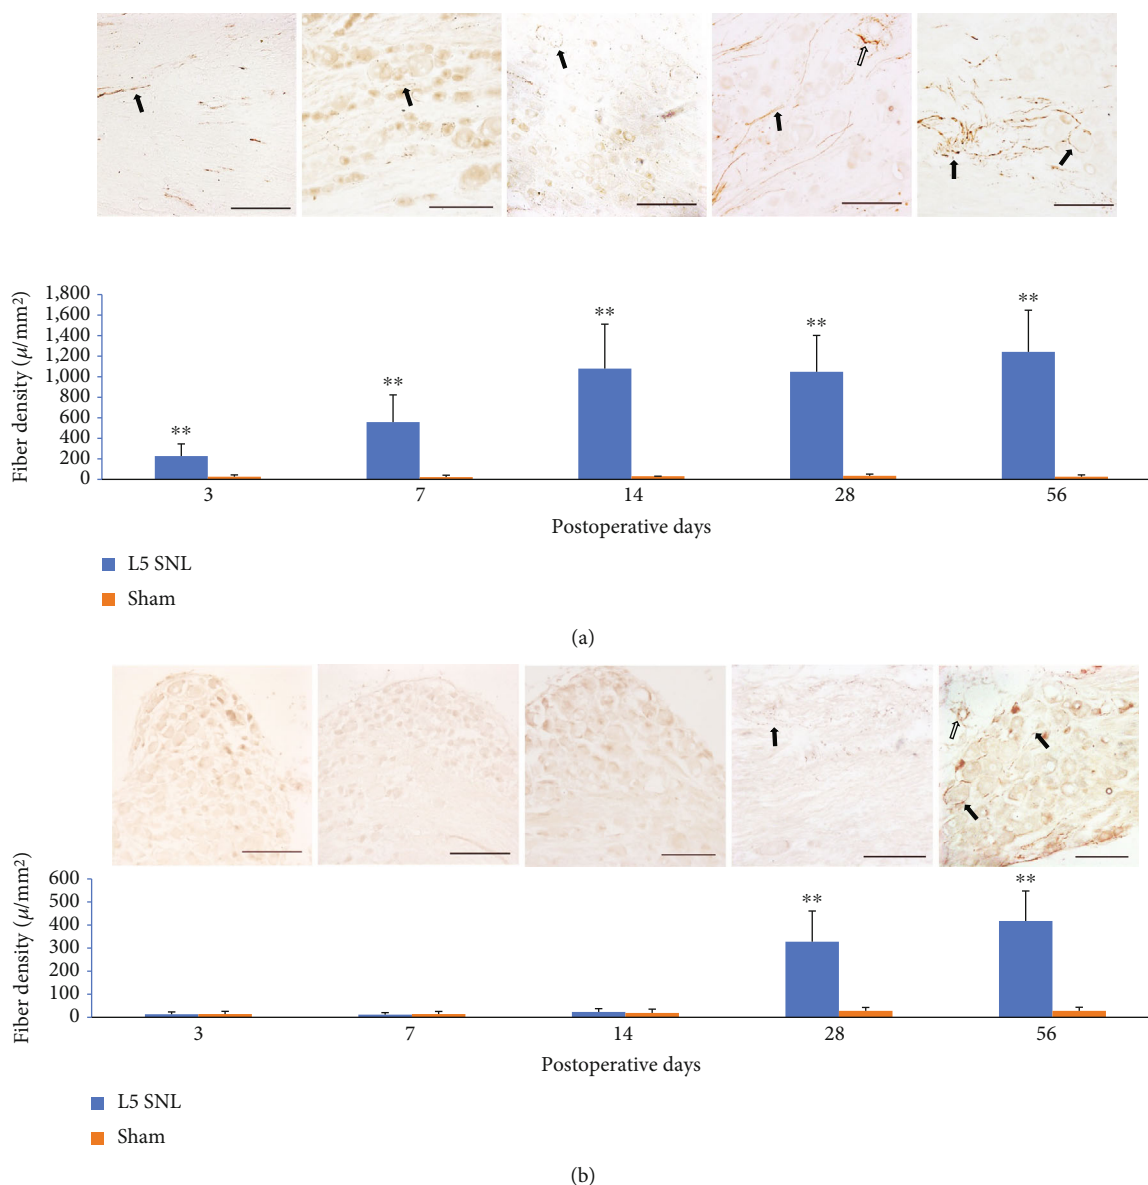 Fiber density (μ/mm²)
1,800
1,600
1,400
1,200
1,000
800
600
400
200
0
**
**
**
**
**
3 7 14 28 56
Postoperative days
L5 SNL
Sham
(a)
Fiber density (μ/mm²)
600
500
400
300
200
100
0
**
**
3 7 14 28 56
Postoperative days
L5 SNL
Sham
(b)